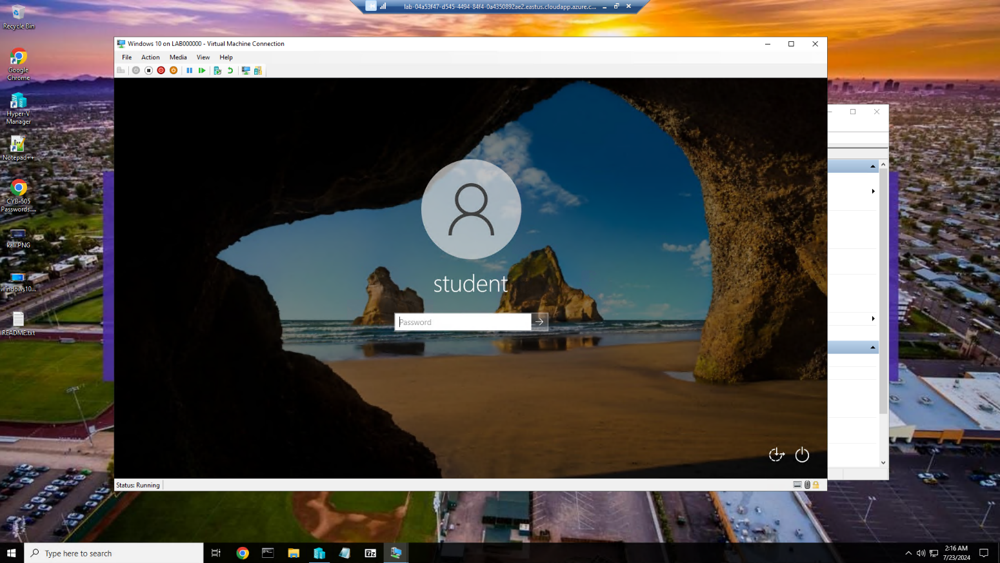 lab-04a53f47-d545-4494-84f4-0a4350892ae2.eastus.cloudapp.azure.c...
Recycle Bin
Google
Chrome
Hyper-V
Manager
Notepad++
CYB-505
Passwords....
kali.PNG
windows10...
README.txt
Windows 10 on LAB000000 - Virtual Machine Connection
File Action Media View Help
student
Password
Status: Running
Type here to search
2:16 AM
7/23/2024